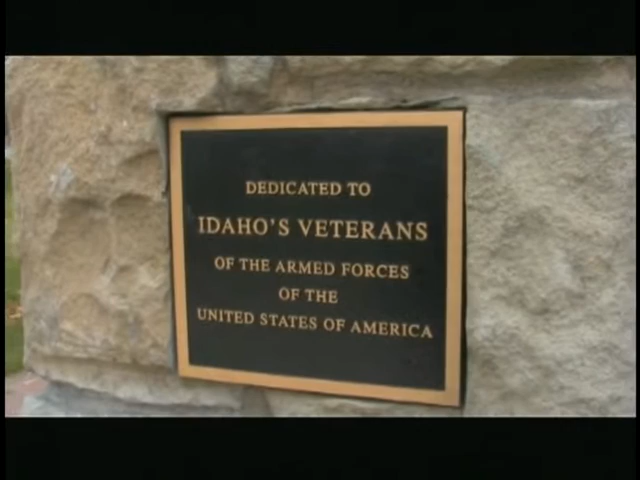 DEDICATED TO
IDAHO'S VETERANS
OF THE ARMED FORCES
OF THE
UNITED STATES OF AMERICA